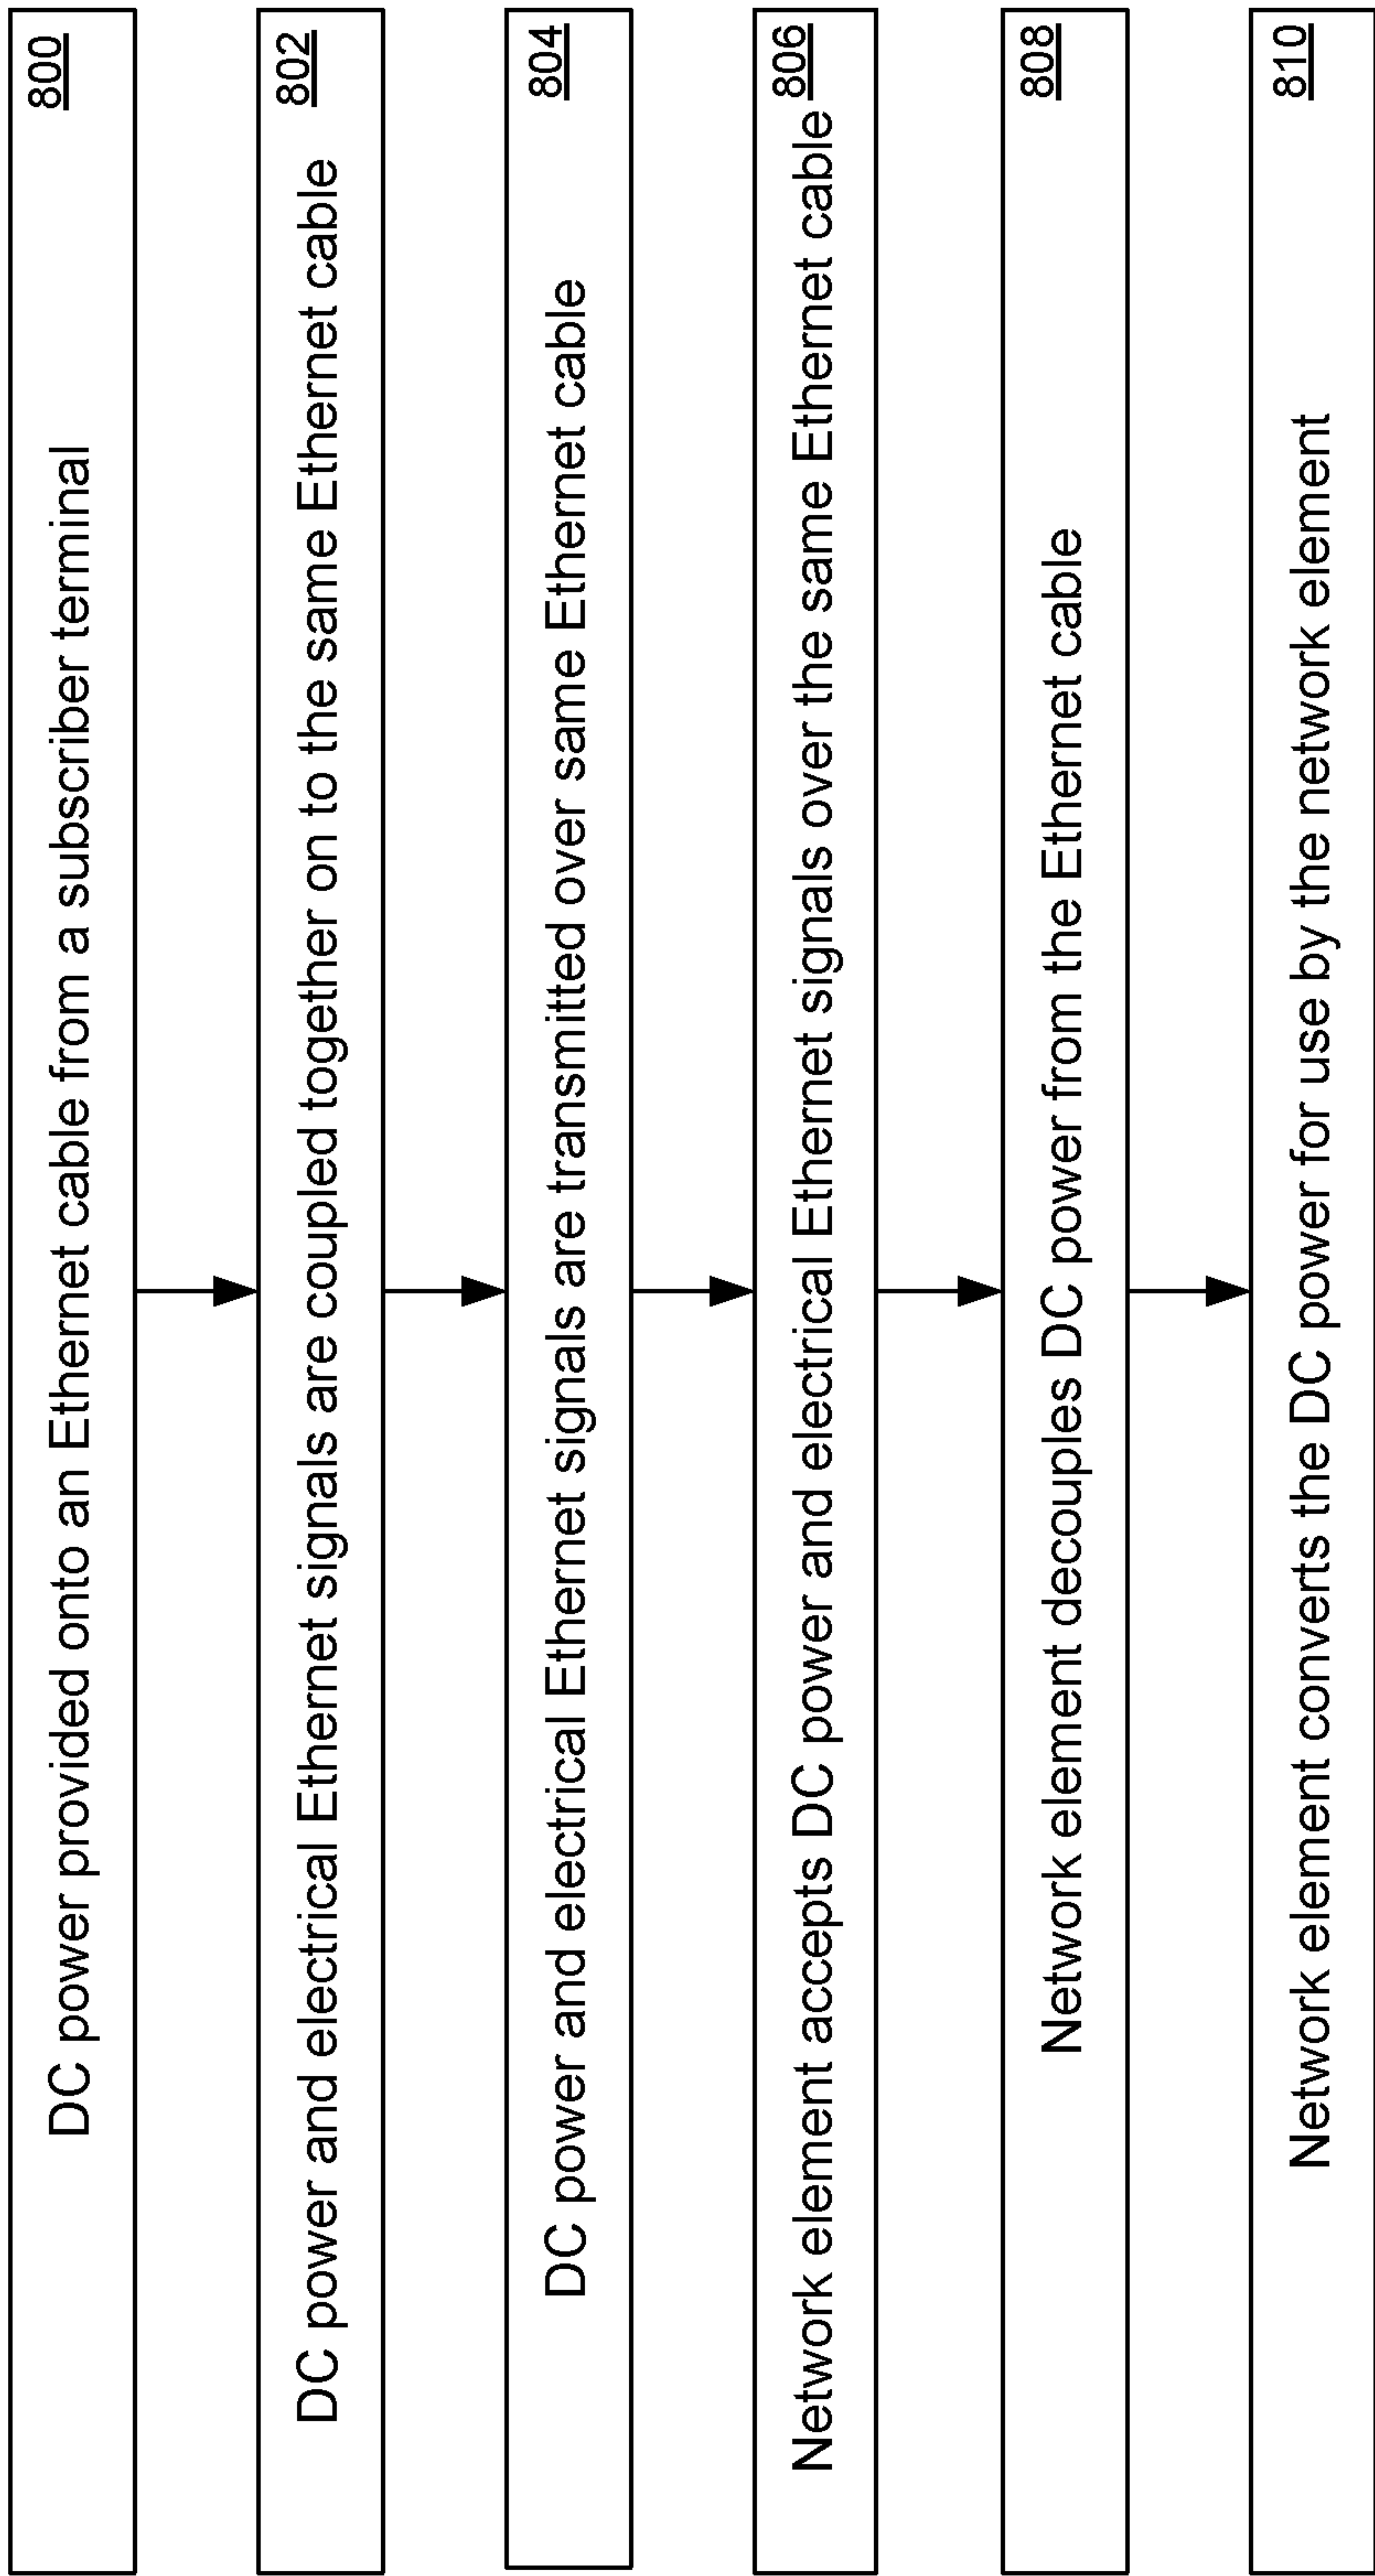 DC power provided onto an Ethernet cable from a subscriber terminal
800
DC power and electrical Ethernet signals are coupled together on to the same Ethernet cable
802
DC power and electrical Ethernet signals are transmitted over same Ethernet cable
804
Network element accepts DC power and electrical Ethernet signals over the same Ethernet cable
806
Network element decouples DC power from the Ethernet cable
808
Network element converts the DC power for use by the network element
810